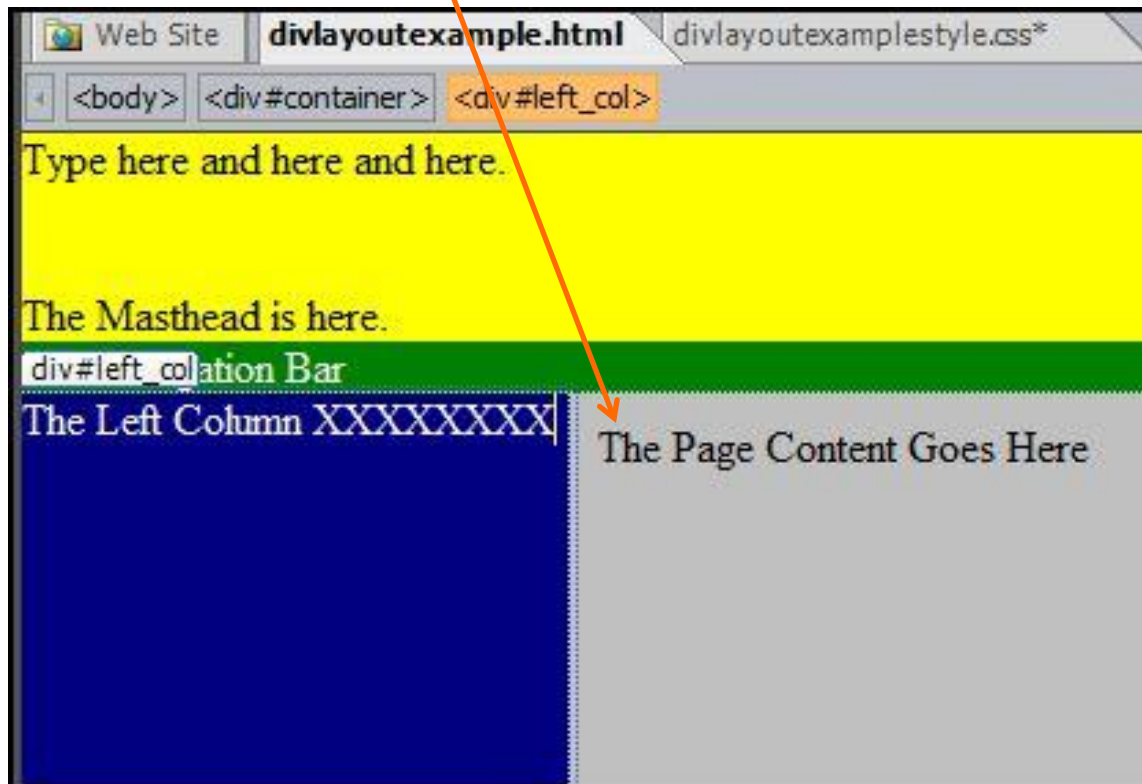 Web Site divlayoutexample.html divlayoutexamplestyle.css*
<body> <div#container> <div#left_col>
Type here and here and here.
The Masthead is here.
div#left_col ation Bar
The Left Column XXXXXXXX
The Page Content Goes Here